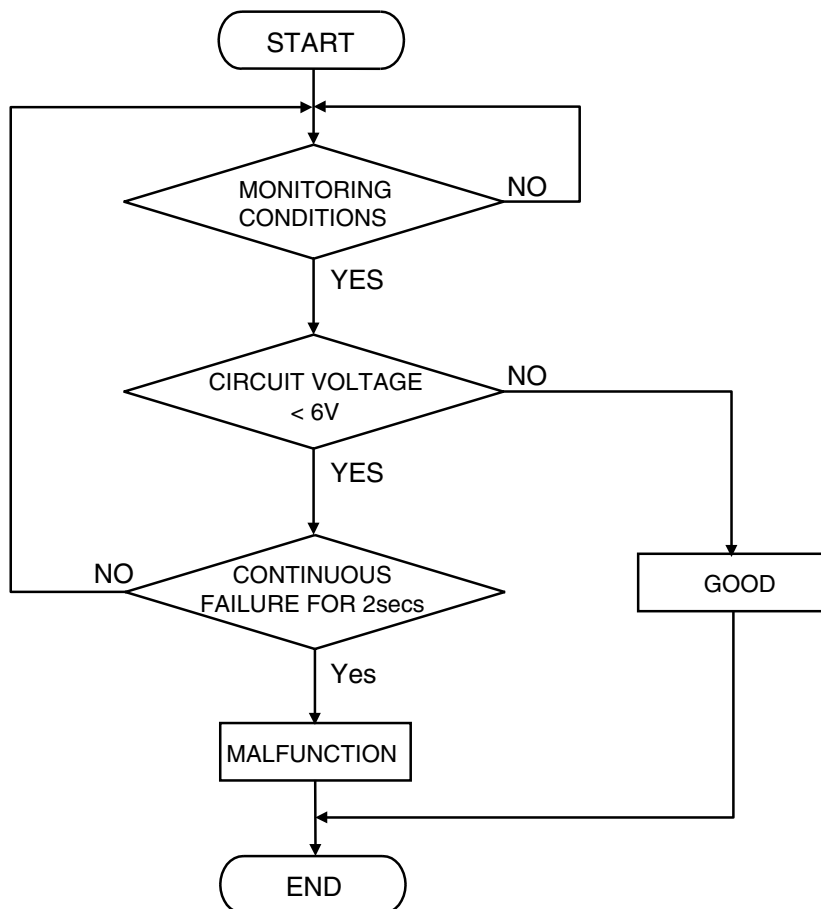 START
MONITORING
CONDITIONS
NO
YES
CIRCUIT VOLTAGE
< 6V
NO
YES
CONTINUOUS
FAILURE FOR 2secs
NO
GOOD
Yes
MALFUNCTION
END